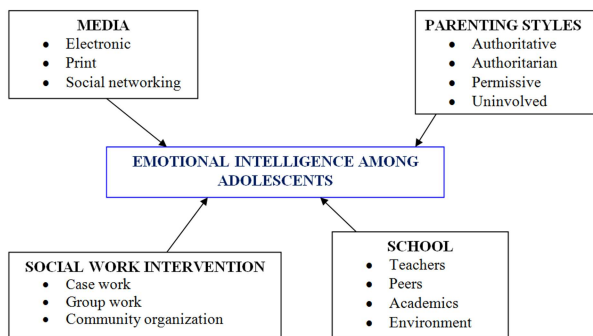 MEDIA
• Electronic
• Print
• Social networking
PARENTING STYLES
• Authoritative
• Authoritarian
• Permissive
• Uninvolved
EMOTIONAL INTELLIGENCE AMONG
ADOLESCENTS
SOCIAL WORK INTERVENTION
• Case work
• Group work
• Community organization
SCHOOL
• Teachers
• Peers
• Academics
• Environment